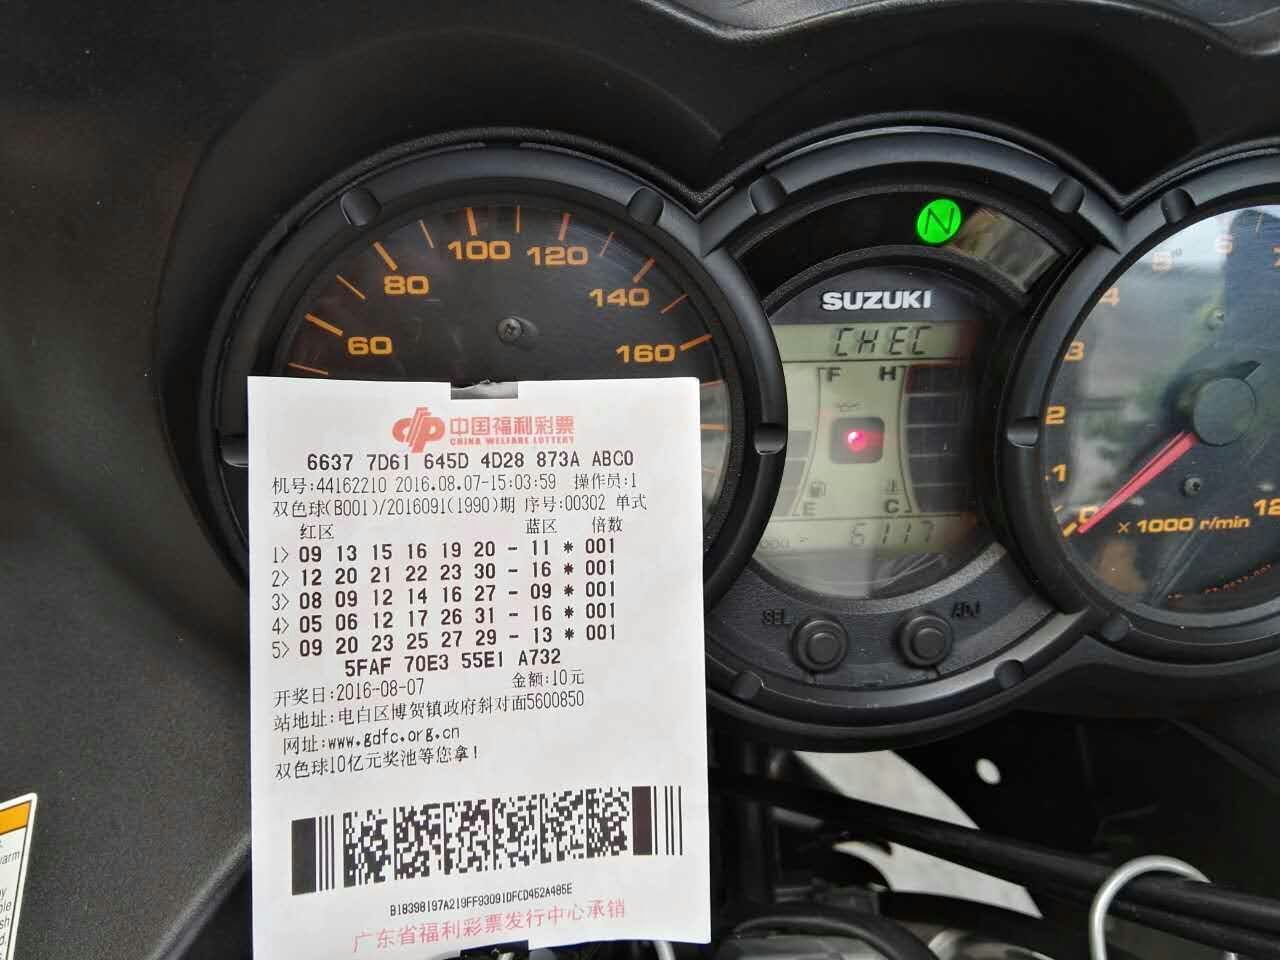 中国福利彩票
CHINA WELFARE LOTTERY
6637 7D61 645D 4D28 873A ABC0
机号:44162210 2016.08.07-15:03:59 操作员:1
双色球(B001)/2016091(1990)期 序号:00302 单式
红区 蓝区 倍数
1> 09 13 15 16 19 20 - 11 * 001
2> 12 20 21 22 23 30 - 16 * 001
3> 08 09 12 14 16 27 - 09 * 001
4> 05 06 12 17 26 31 - 16 * 001
5> 09 20 23 25 27 29 - 13 * 001
5FAF 70E3 55E1 A732
开奖日:2016-08-07 金额:10元
站地址:电白区博贺镇政府斜对面5600850
网址:www.gdfc.org.cn
双色球10亿元奖池等您拿!
B18398197A219FF93091DFCD452A485E
广东省福利彩票发行中心承销
60
80
100
120
140
160
N
SUZUKI
CHEC
F H
E C
6117
SEL
ADJ
0
1
2
3
4
5
6
7
12
x 1000 r/min